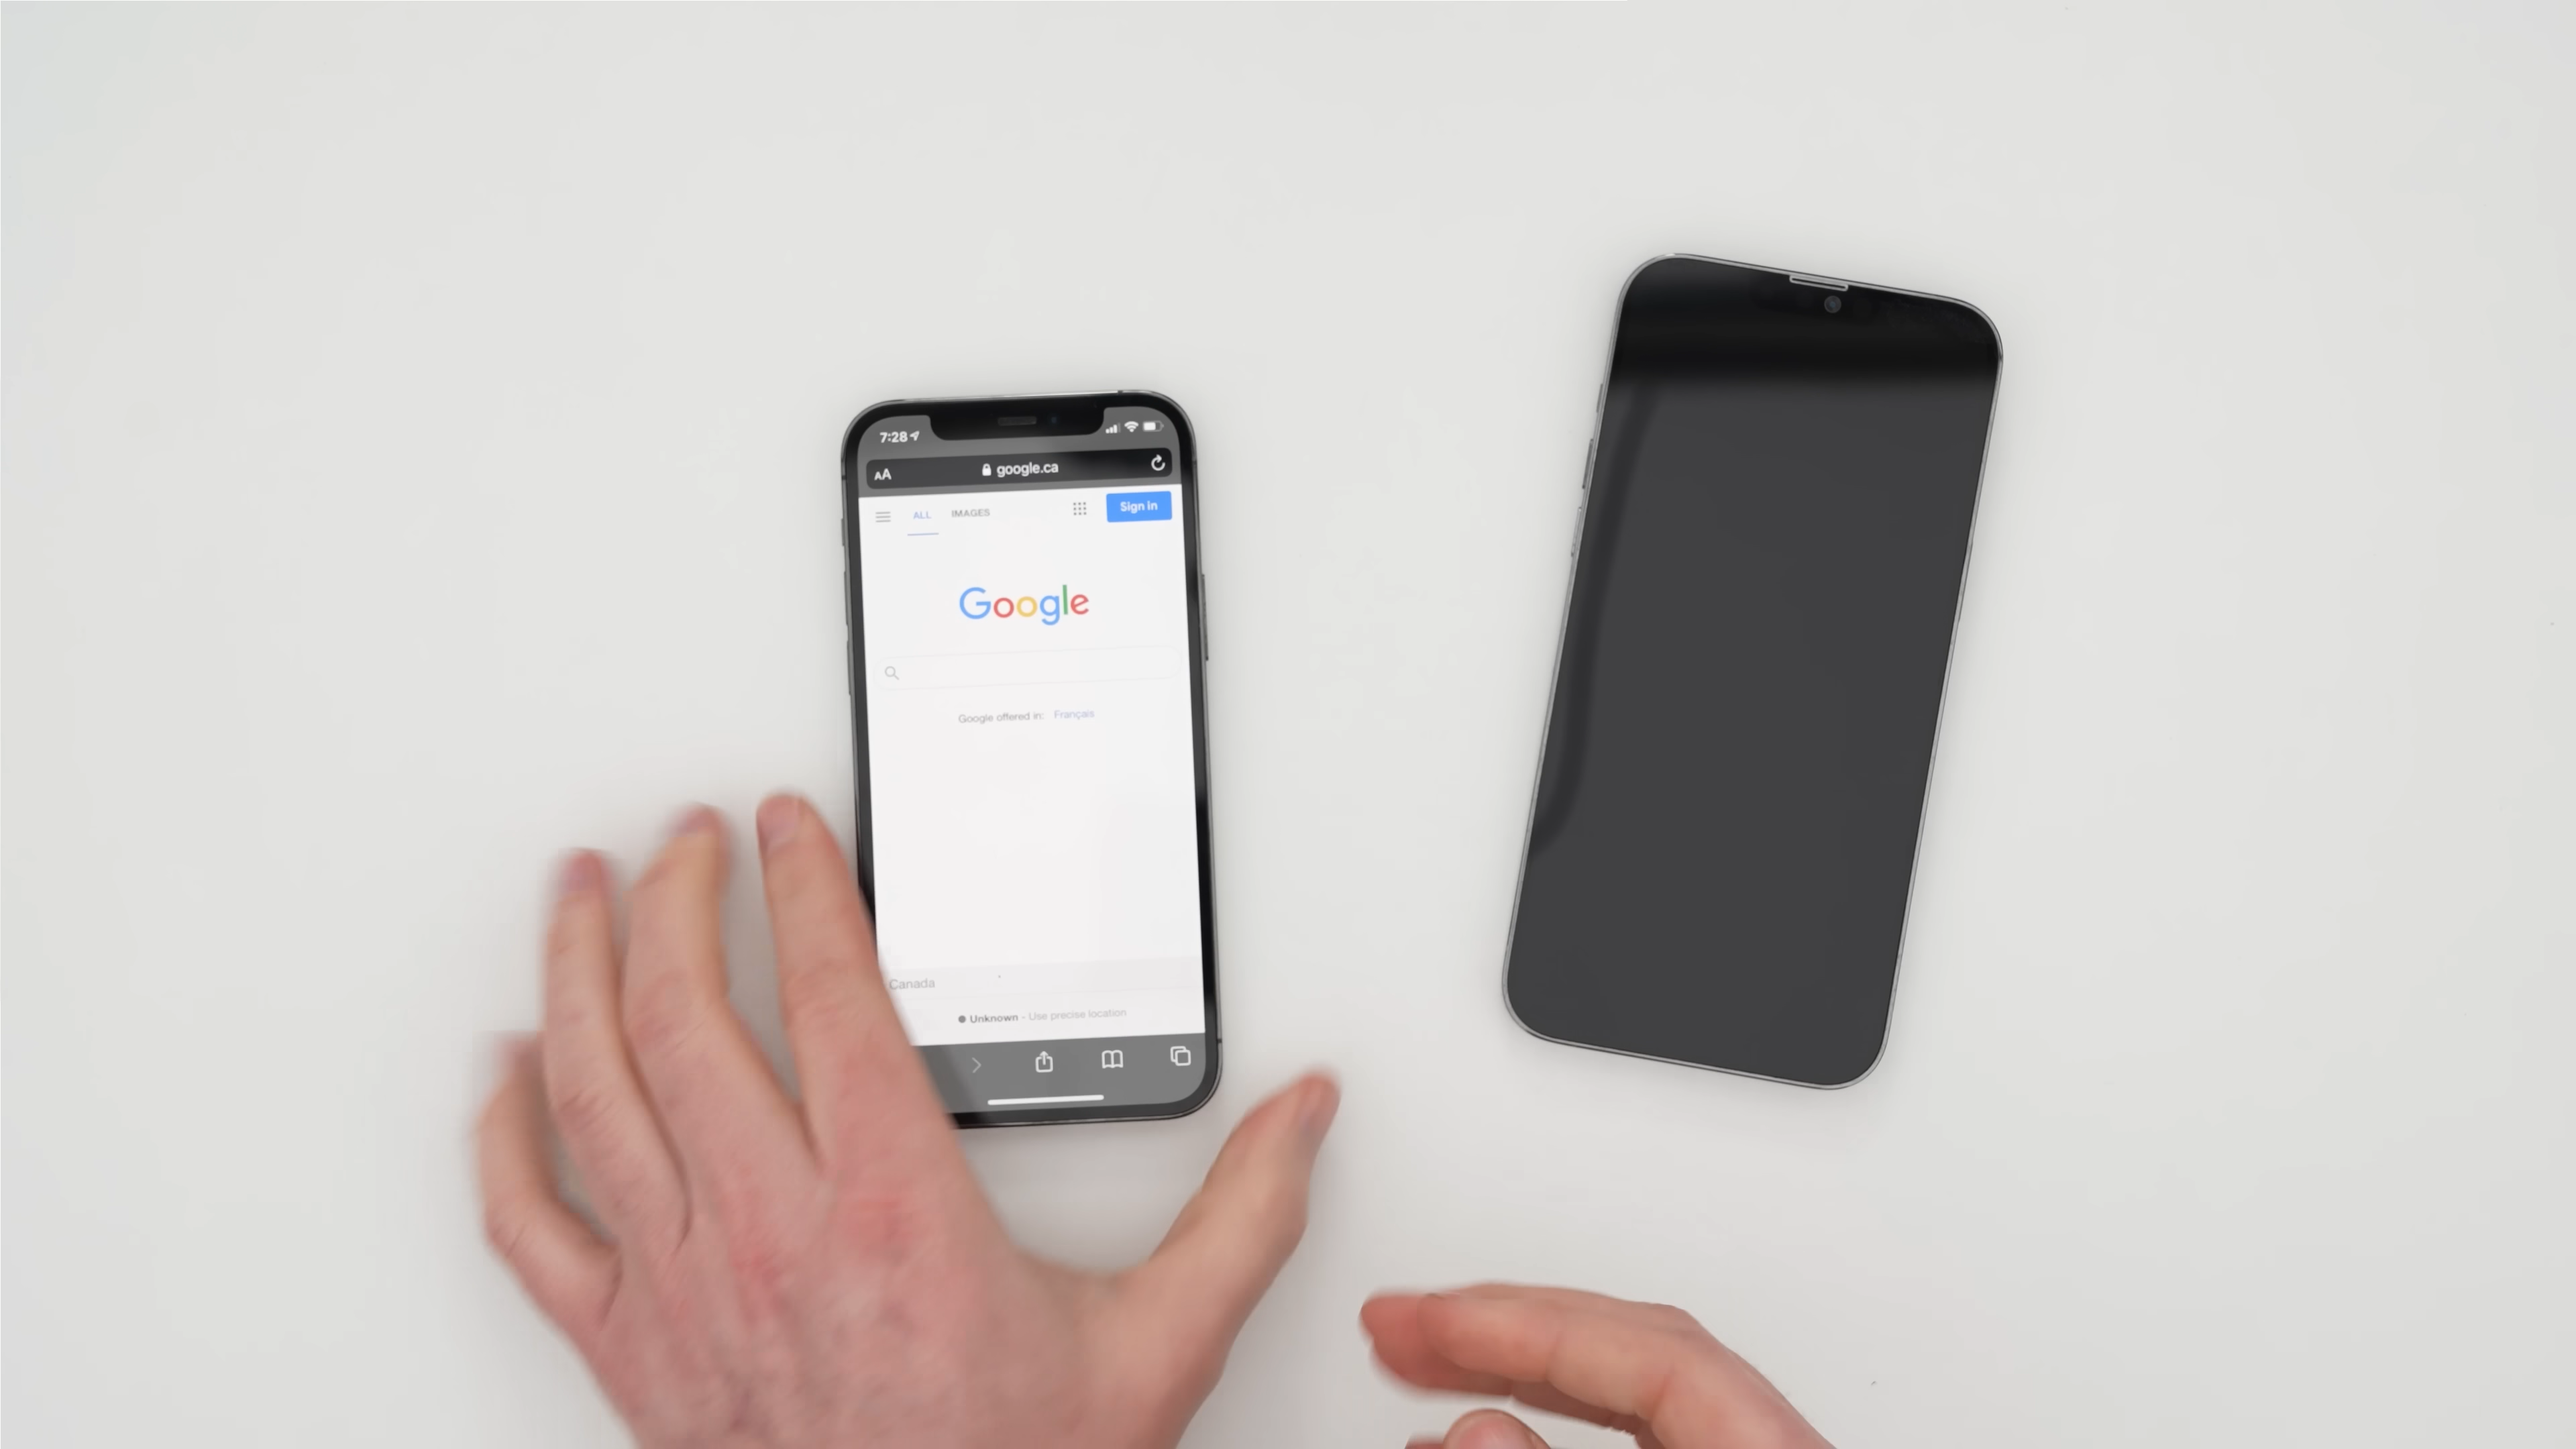 7:28
AA google.ca
ALL IMAGES Sign in
Google
Google offered in: Français
Canada
Unknown - Use precise location